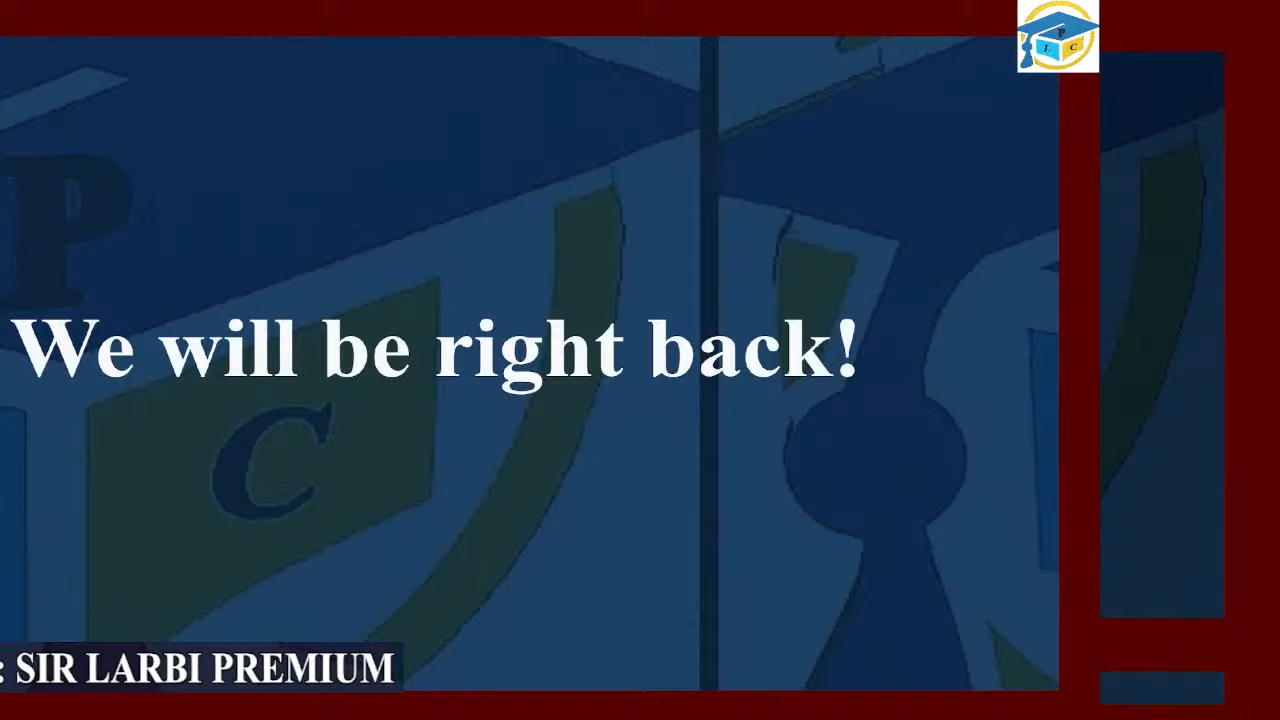 P
L C
P
We will be right back!
C
: SIR LARBI PREMIUM